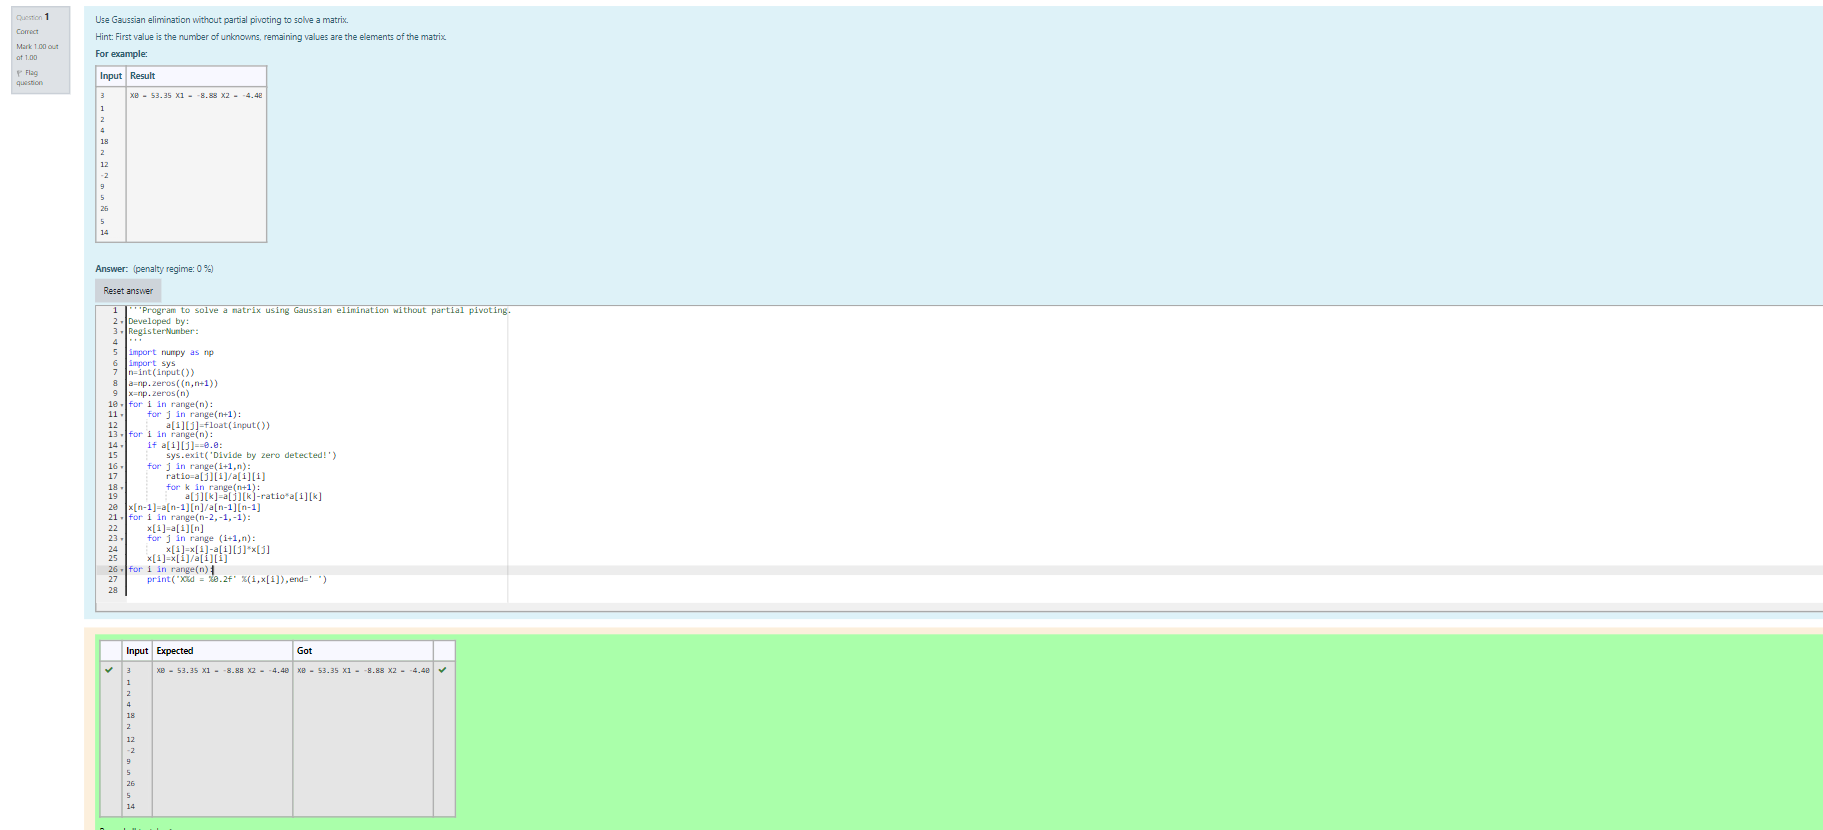 Question 1
Correct
Mark 1.00 out
of 1.00
Flag
question
Use Gaussian elimination without partial pivoting to solve a matrix.
Hint: First value is the number of unknowns, remaining values are the elements of the matrix.
For example:
Input Result
3 X0 = 53.35 X1 = -8.88 X2 = -4.40
1
2
4
18
2
12
-2
9
5
26
5
14
Answer: (penalty regime: 0 %)
Reset answer
1 '''Program to solve a matrix using Gaussian elimination without partial pivoting.
2 Developed by:
3 RegisterNumber:
4 '''
5 import numpy as np
6 import sys
7 n=int(input())
8 a=np.zeros((n,n+1))
9 x=np.zeros(n)
10 for i in range(n):
11 for j in range(n+1):
12 a[i][j]=float(input())
13 for i in range(n):
14 if a[i][j]==0.0:
15 sys.exit('Divide by zero detected!')
16 for j in range(i+1,n):
17 ratio=a[j][i]/a[i][i]
18 for k in range(n+1):
19 a[j][k]=a[j][k]-ratio*a[i][k]
20 x[n-1]=a[n-1][n]/a[n-1][n-1]
21 for i in range(n-2,-1,-1):
22 x[i]=a[i][n]
23 for j in range (i+1,n):
24 x[i]=x[i]-a[i][j]*x[j]
25 x[i]=x[i]/a[i][i]
26 for i in range(n):
27 print('X%d = %0.2f' %(i,x[i]),end=' ')
28
Input Expected Got
3 X0 = 53.35 X1 = -8.88 X2 = -4.40 X0 = 53.35 X1 = -8.88 X2 = -4.40
1
2
4
18
2
12
-2
9
5
26
5
14